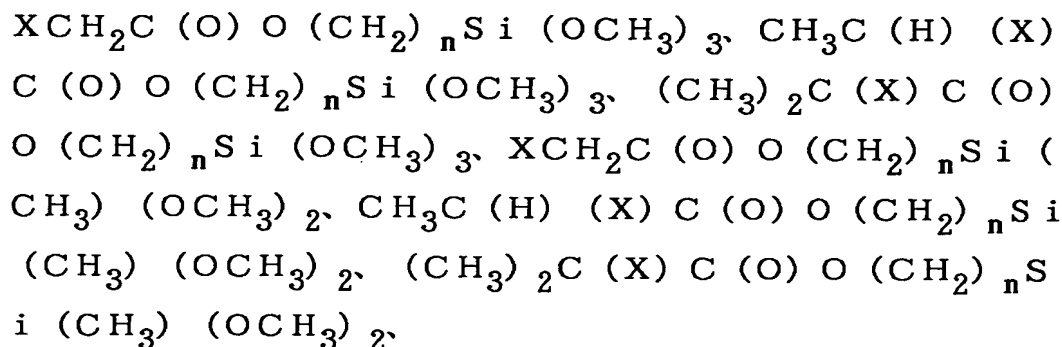 XCH₂C (O) O (CH₂)ₙSi (OCH₃)₃、 CH₃C (H) (X)
C (O) O (CH₂)ₙSi (OCH₃)₃、 (CH₃)₂C (X) C (O)
O (CH₂)ₙSi (OCH₃)₃、 XCH₂C (O) O (CH₂)ₙSi (
CH₃) (OCH₃)₂、 CH₃C (H) (X) C (O) O (CH₂)ₙSi
(CH₃) (OCH₃)₂、 (CH₃)₂C (X) C (O) O (CH₂)ₙS
i (CH₃) (OCH₃)₂、